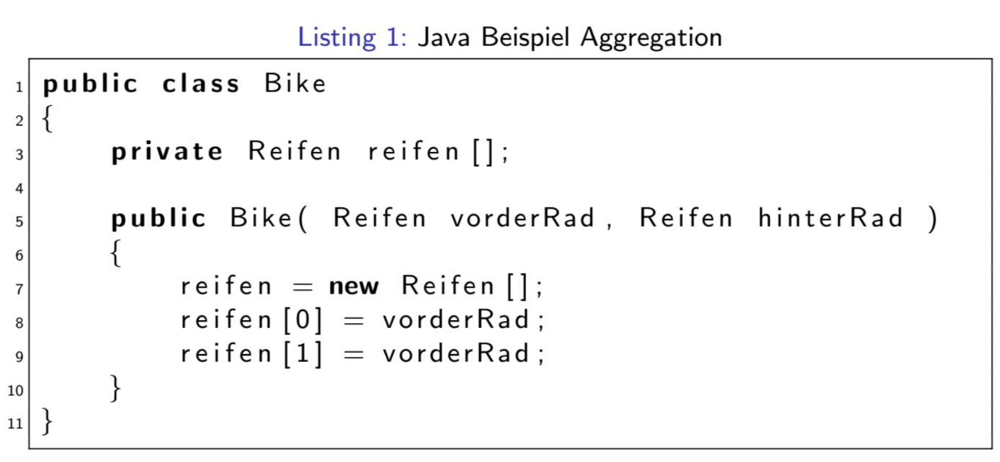 Listing 1: Java Beispiel Aggregation
1 public class Bike
2 {
3 private Reifen reifen[];
4
5 public Bike( Reifen vorderRad, Reifen hinterRad )
6 {
7 reifen = new Reifen[];
8 reifen[0] = vorderRad;
9 reifen[1] = vorderRad;
10 }
11 }